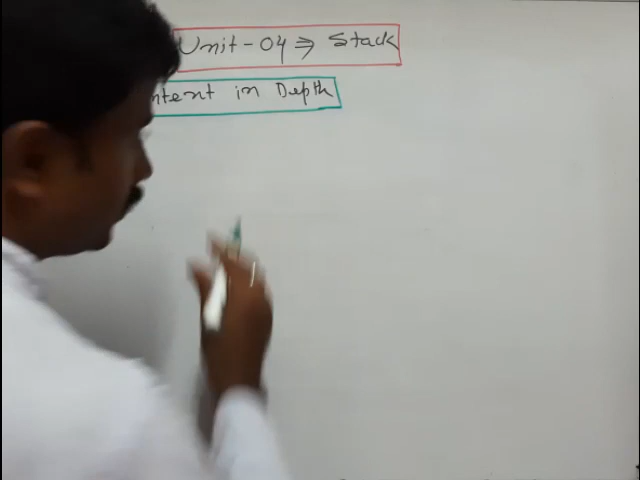 Unit-04 ⇒ Stack
ntent in Depth